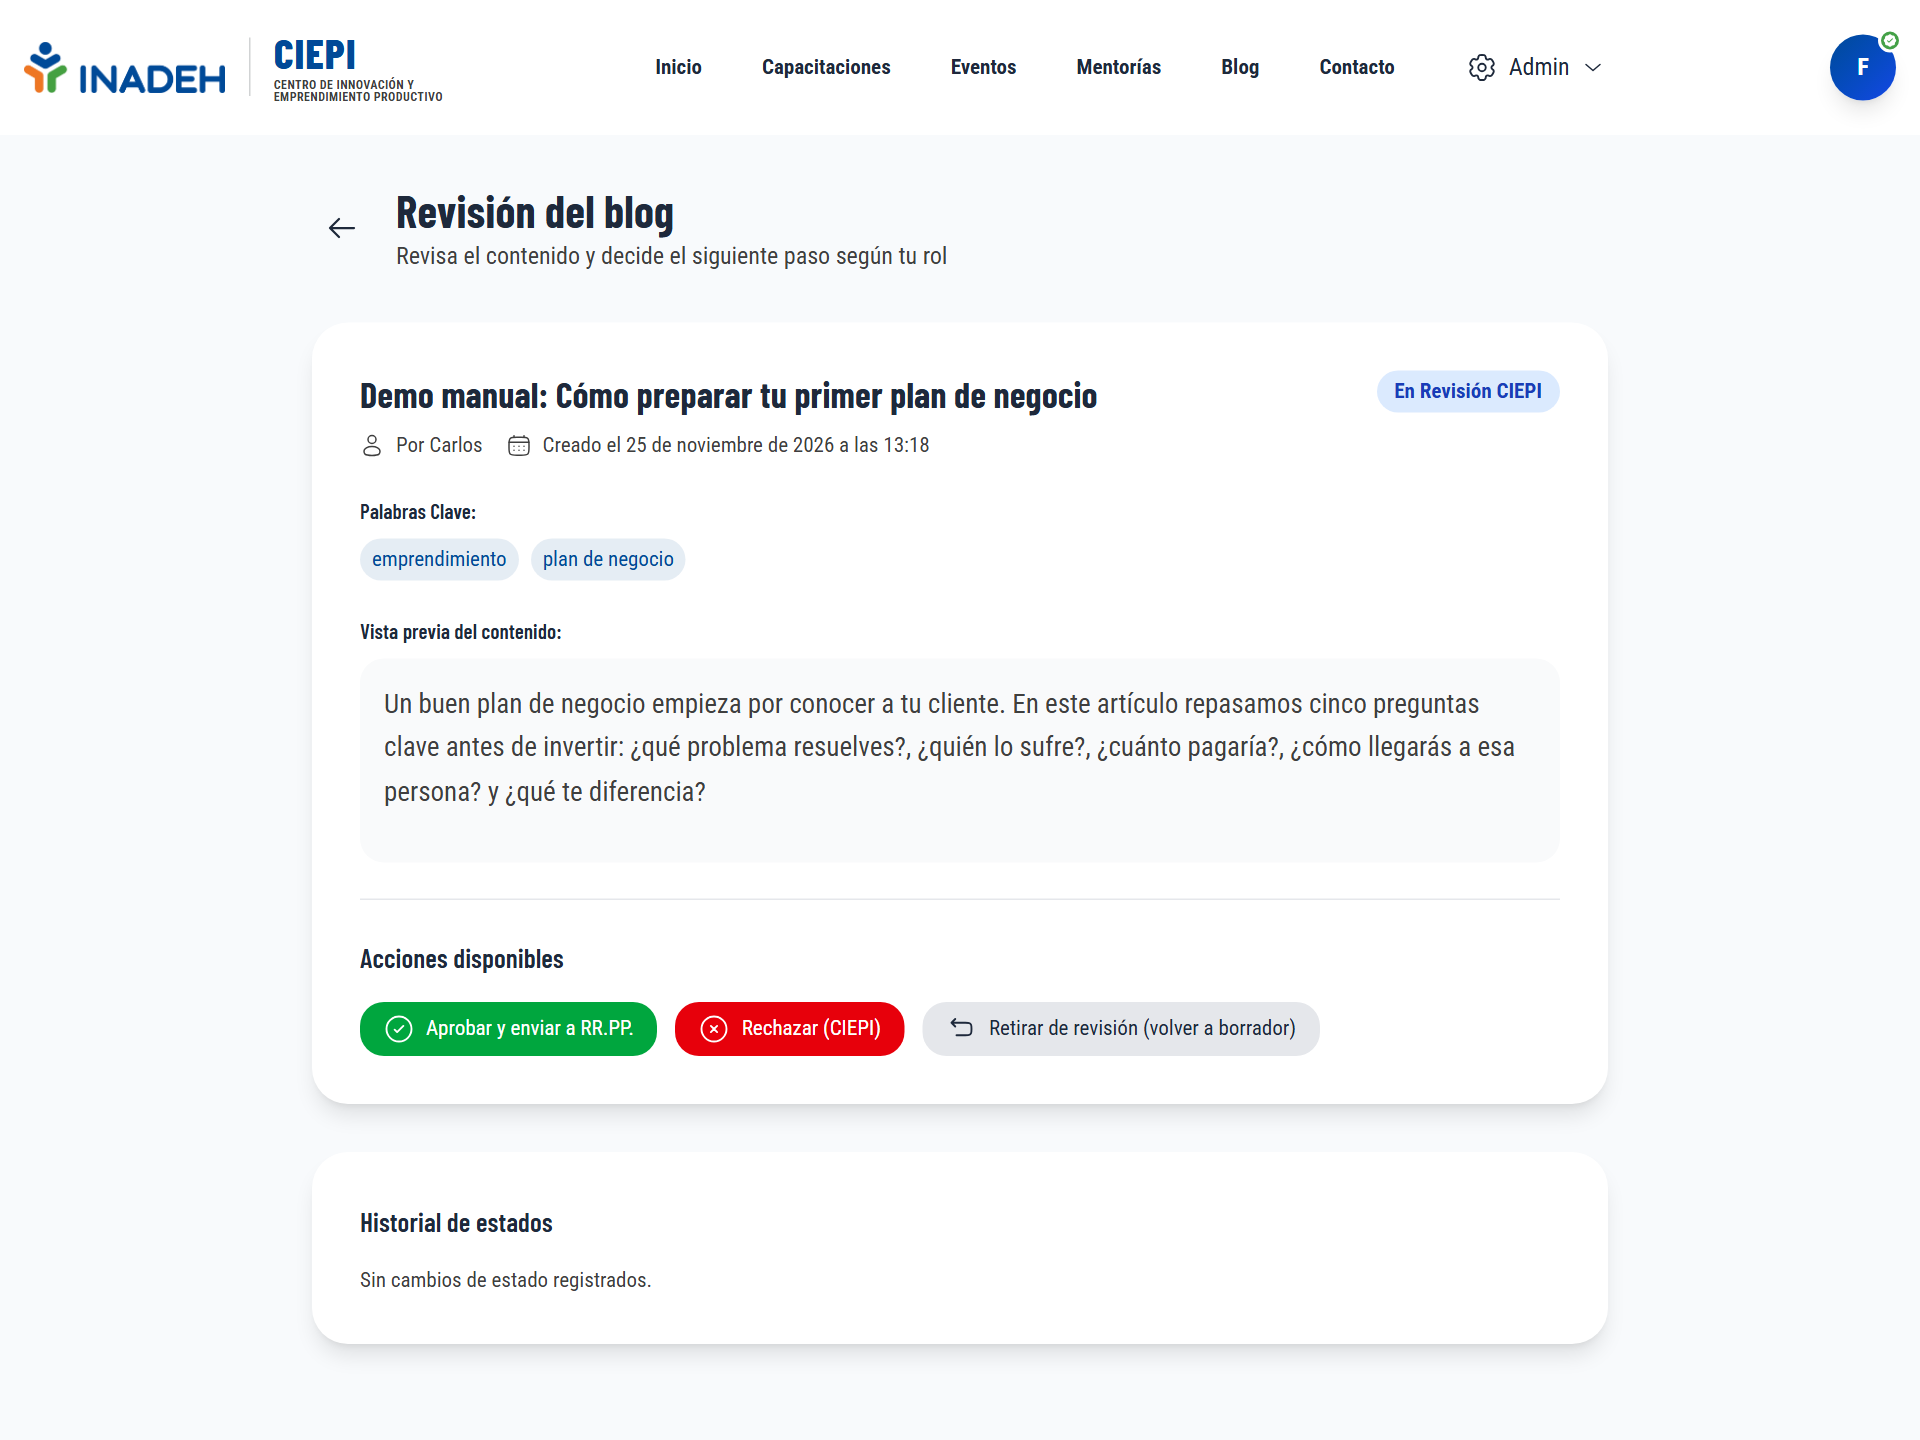 INADEH
CIEPI
CENTRO DE INNOVACIÓN Y
EMPRENDIMIENTO PRODUCTIVO
Inicio
Capacitaciones
Eventos
Mentorías
Blog
Contacto
Admin
F
Revisión del blog
Revisa el contenido y decide el siguiente paso según tu rol
Demo manual: Cómo preparar tu primer plan de negocio
En Revisión CIEPI
Por Carlos
Creado el 25 de noviembre de 2026 a las 13:18
Palabras Clave:
emprendimiento
plan de negocio
Vista previa del contenido:
Un buen plan de negocio empieza por conocer a tu cliente. En este artículo repasamos cinco preguntas
clave antes de invertir: ¿qué problema resuelves?, ¿quién lo sufre?, ¿cuánto pagaría?, ¿cómo llegarás a esa
persona? y ¿qué te diferencia?
Acciones disponibles
Aprobar y enviar a RR.PP.
Rechazar (CIEPI)
Retirar de revisión (volver a borrador)
Historial de estados
Sin cambios de estado registrados.